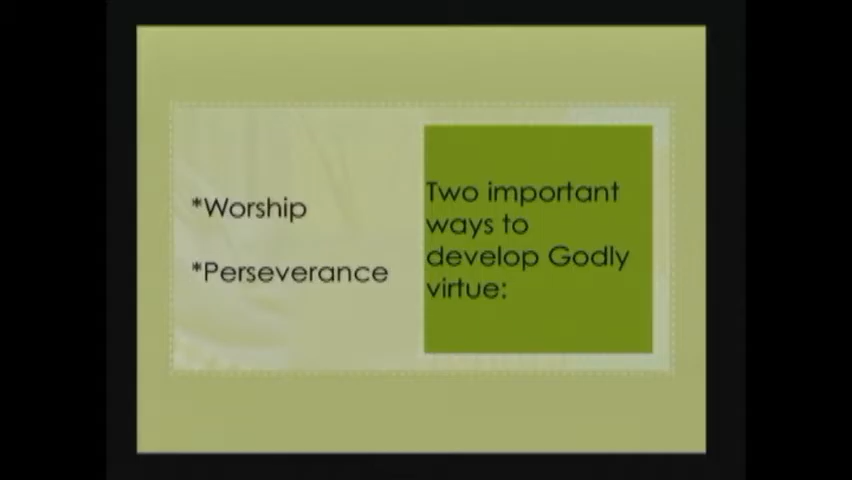 *Worship
*Perseverance
Two important
ways to
develop Godly
virtue: